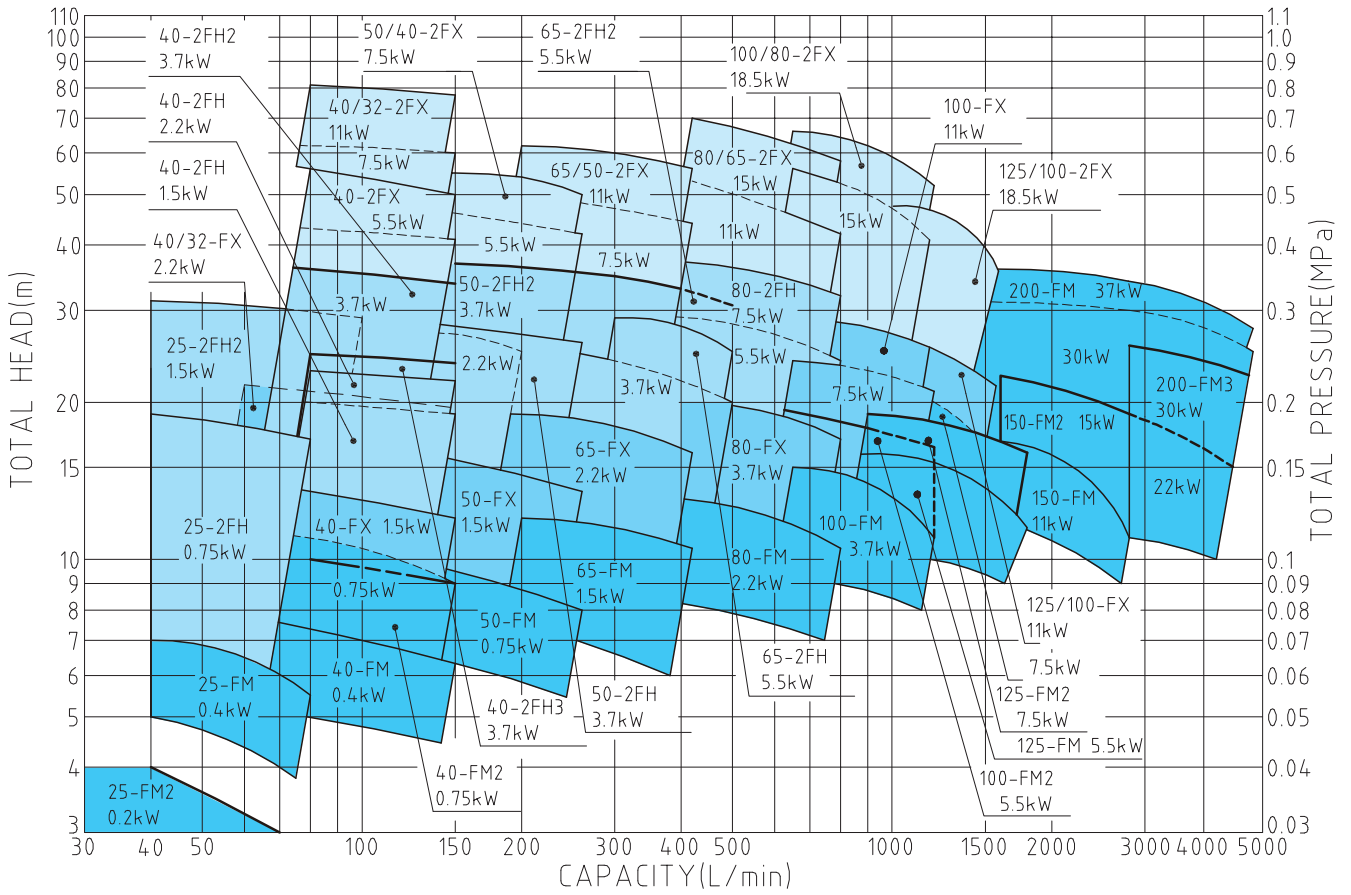 110
100
90
80
70
60
50
40
30
20
15
10
9
8
7
6
5
4
3
TOTAL HEAD(m)
1.1
1.0
0.9
0.8
0.7
0.6
0.5
0.4
0.3
0.2
0.15
0.1
0.09
0.08
0.07
0.06
0.05
0.04
0.03
TOTAL PRESSURE(MPa)
40-2FH2
3.7kW
50/40-2FX
7.5kW
65-2FH2
5.5kW
100/80-2FX
18.5kW
40-2FH
2.2kW
40-2FH
1.5kW
40/32-FX
2.2kW
100-FX
11kW
125/100-2FX
18.5kW
40/32-2FX
11kW
7.5kW
40-2FX
5.5kW
3.7kW
65/50-2FX
11kW
5.5kW
7.5kW
80/65-2FX
15kW
11kW
15kW
50-2FH2
3.7kW
80-2FH
7.5kW
5.5kW
200-FM 37kW
30kW
25-2FH2
1.5kW
2.2kW
3.7kW
7.5kW
200-FM3
30kW
150-FM2 15kW
25-2FH
0.75kW
40-FX 1.5kW
0.75kW
50-FX
1.5kW
65-FX
2.2kW
80-FX
3.7kW
100-FM
3.7kW
150-FM
11kW
22kW
25-FM
0.4kW
40-FM
0.4kW
50-FM
0.75kW
65-FM
1.5kW
80-FM
2.2kW
125/100-FX
11kW
7.5kW
65-2FH
5.5kW
50-2FH
3.7kW
40-2FH3
3.7kW
125-FM2
7.5kW
125-FM 5.5kW
40-FM2
0.75kW
100-FM2
5.5kW
25-FM2
0.2kW
30 40 50 100 200 300 400 500 1000 1500 2000 3000 4000 5000
CAPACITY(L/min)